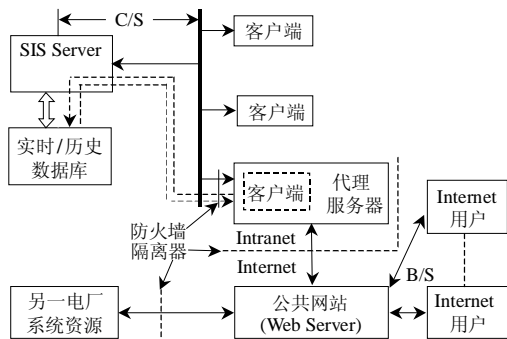 C/S
SIS Server
客户端
客户端
实时/历史
数据库
客户端
代理
服务器
防火墙
隔离器
Intranet
Internet
Internet
用户
B/S
另一电厂
系统资源
公共网站
(Web Server)
Internet
用户